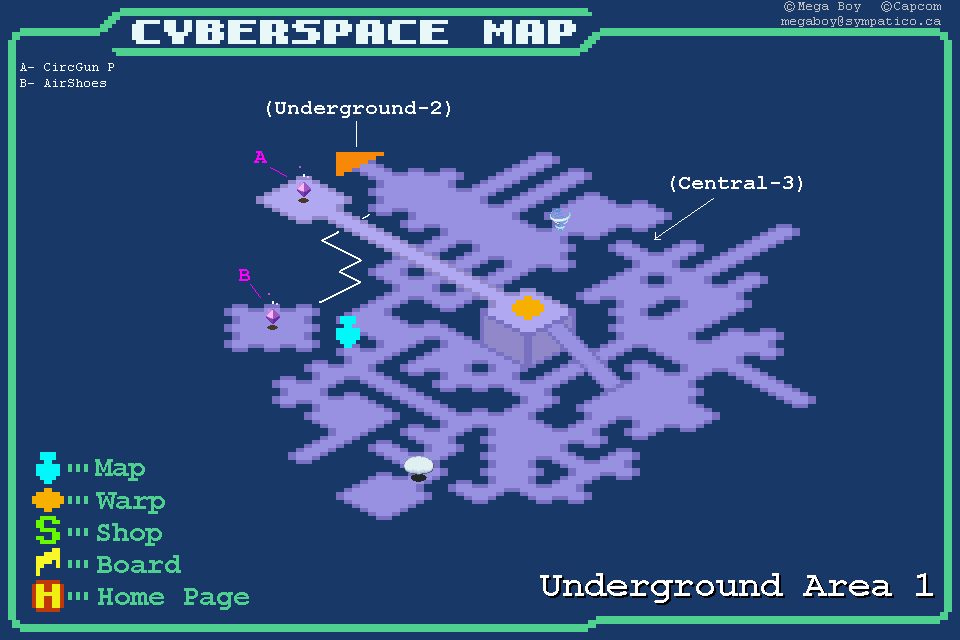 ©Mega Boy ©Capcom
megaboy@sympatico.ca
CYBERSPACE MAP
A- CircGun P
B- AirShoes
(Underground-2)
A
(Central-3)
B
Map
Warp
S Shop
Board
H Home Page
Underground Area 1